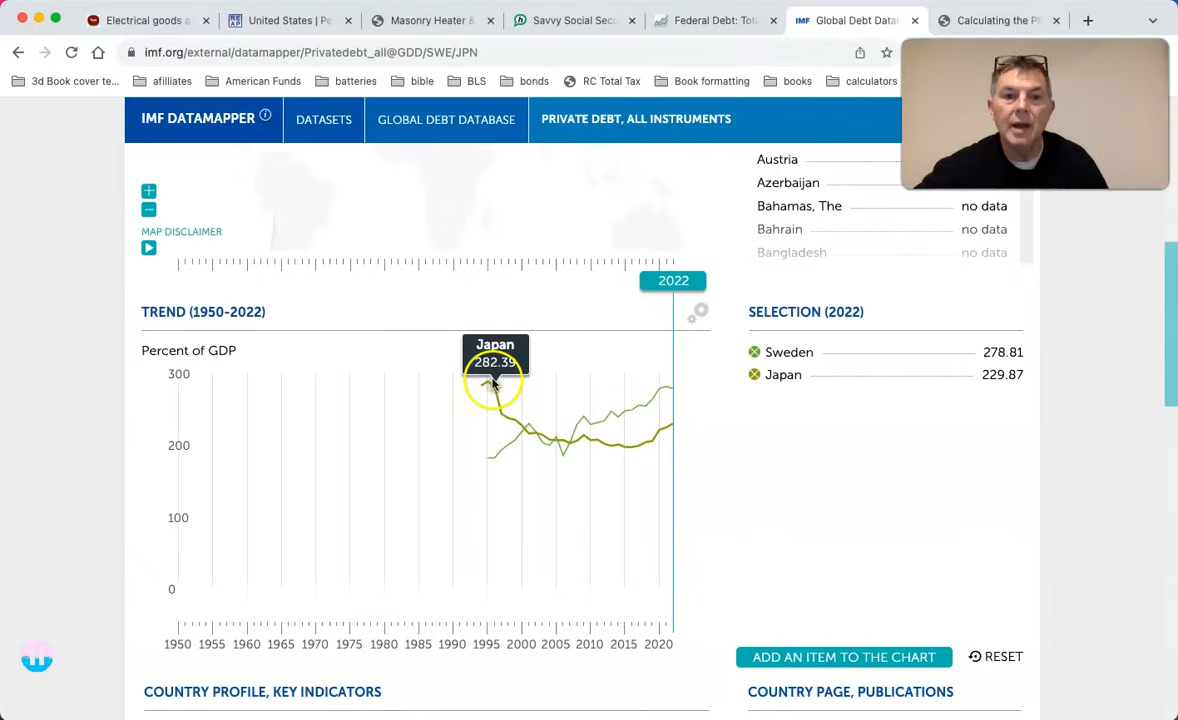 Electrical goods a
United States | Pe
Masonry Heater &
Savvy Social Sec
Federal Debt: Tot
IMF Global Debt Datal
Calculating the Pl
imf.org/external/datamapper/Privatedebt_all@GDD/SWE/JPN
3d Book cover te... afiliiates American Funds batteries bible BLS bonds RC Total Tax Book formatting books calculators
IMF DATAMAPPER DATASETS GLOBAL DEBT DATABASE PRIVATE DEBT, ALL INSTRUMENTS
Austria
Azerbaijan
Bahamas, The no data
Bahrain no data
Bangladesh no data
MAP DISCLAIMER
2022
TREND (1950-2022)
Percent of GDP
300
200
100
0
Japan
282.39
1950 1955 1960 1965 1970 1975 1980 1985 1990 1995 2000 2005 2010 2015 2020
SELECTION (2022)
Sweden 278.81
Japan 229.87
ADD AN ITEM TO THE CHART RESET
COUNTRY PROFILE, KEY INDICATORS
COUNTRY PAGE, PUBLICATIONS